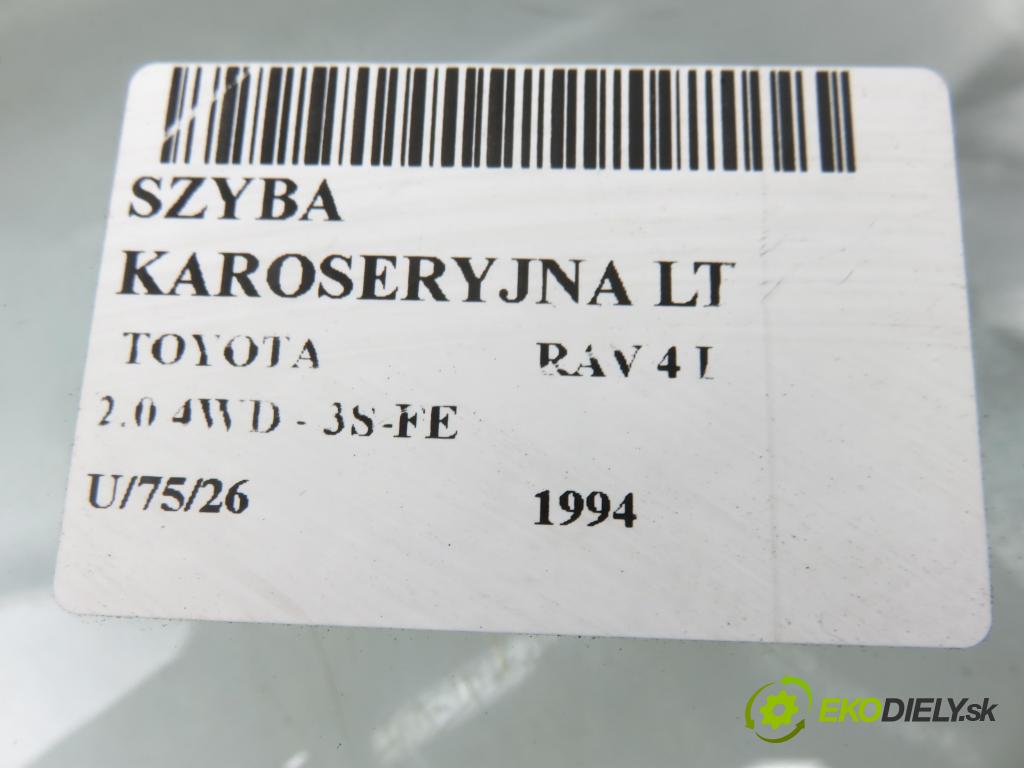 SZYBA
KAROSERYJNA LT
TOYOTA RAV 4 I
2.0 4WD - 3S-FE
U/75/26 1994
EKODIELY.sk